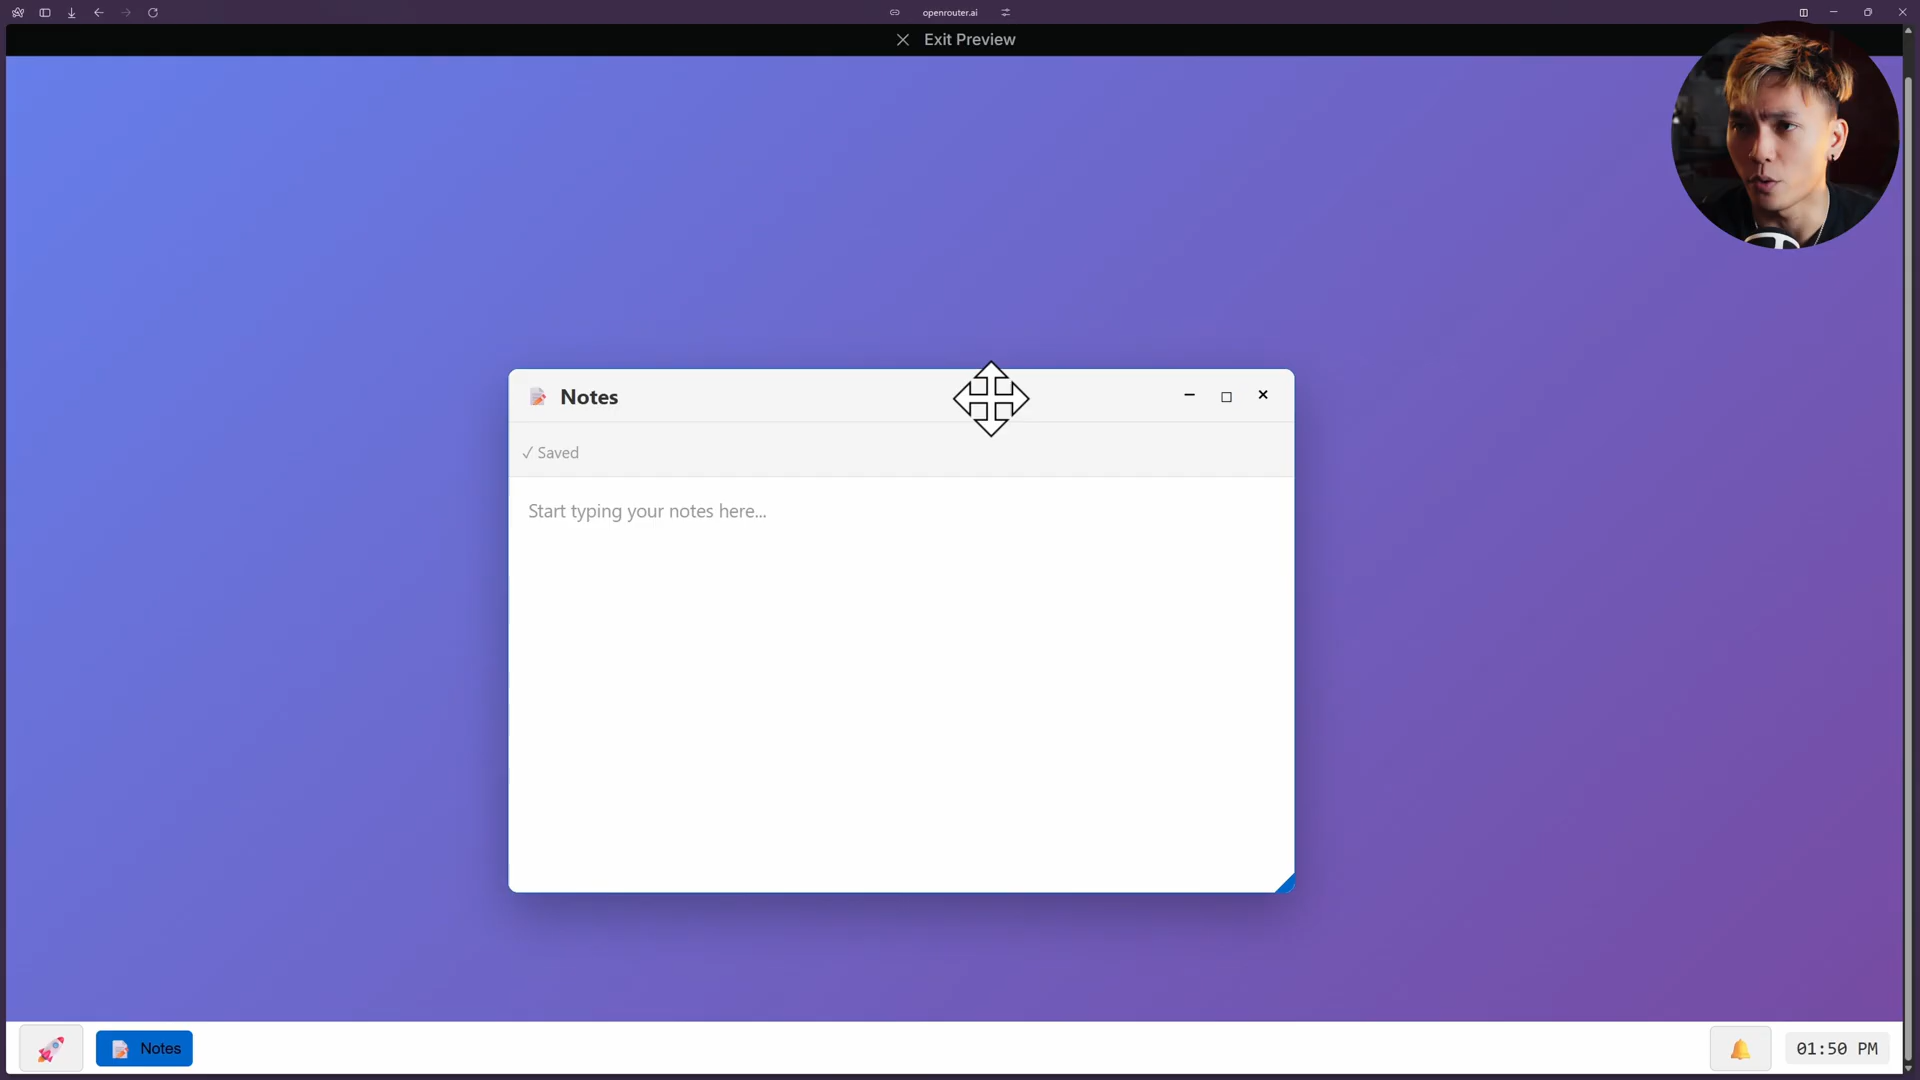 openrouter.ai
Exit Preview
Notes
✓ Saved
Start typing your notes here...
Notes
01:50 PM